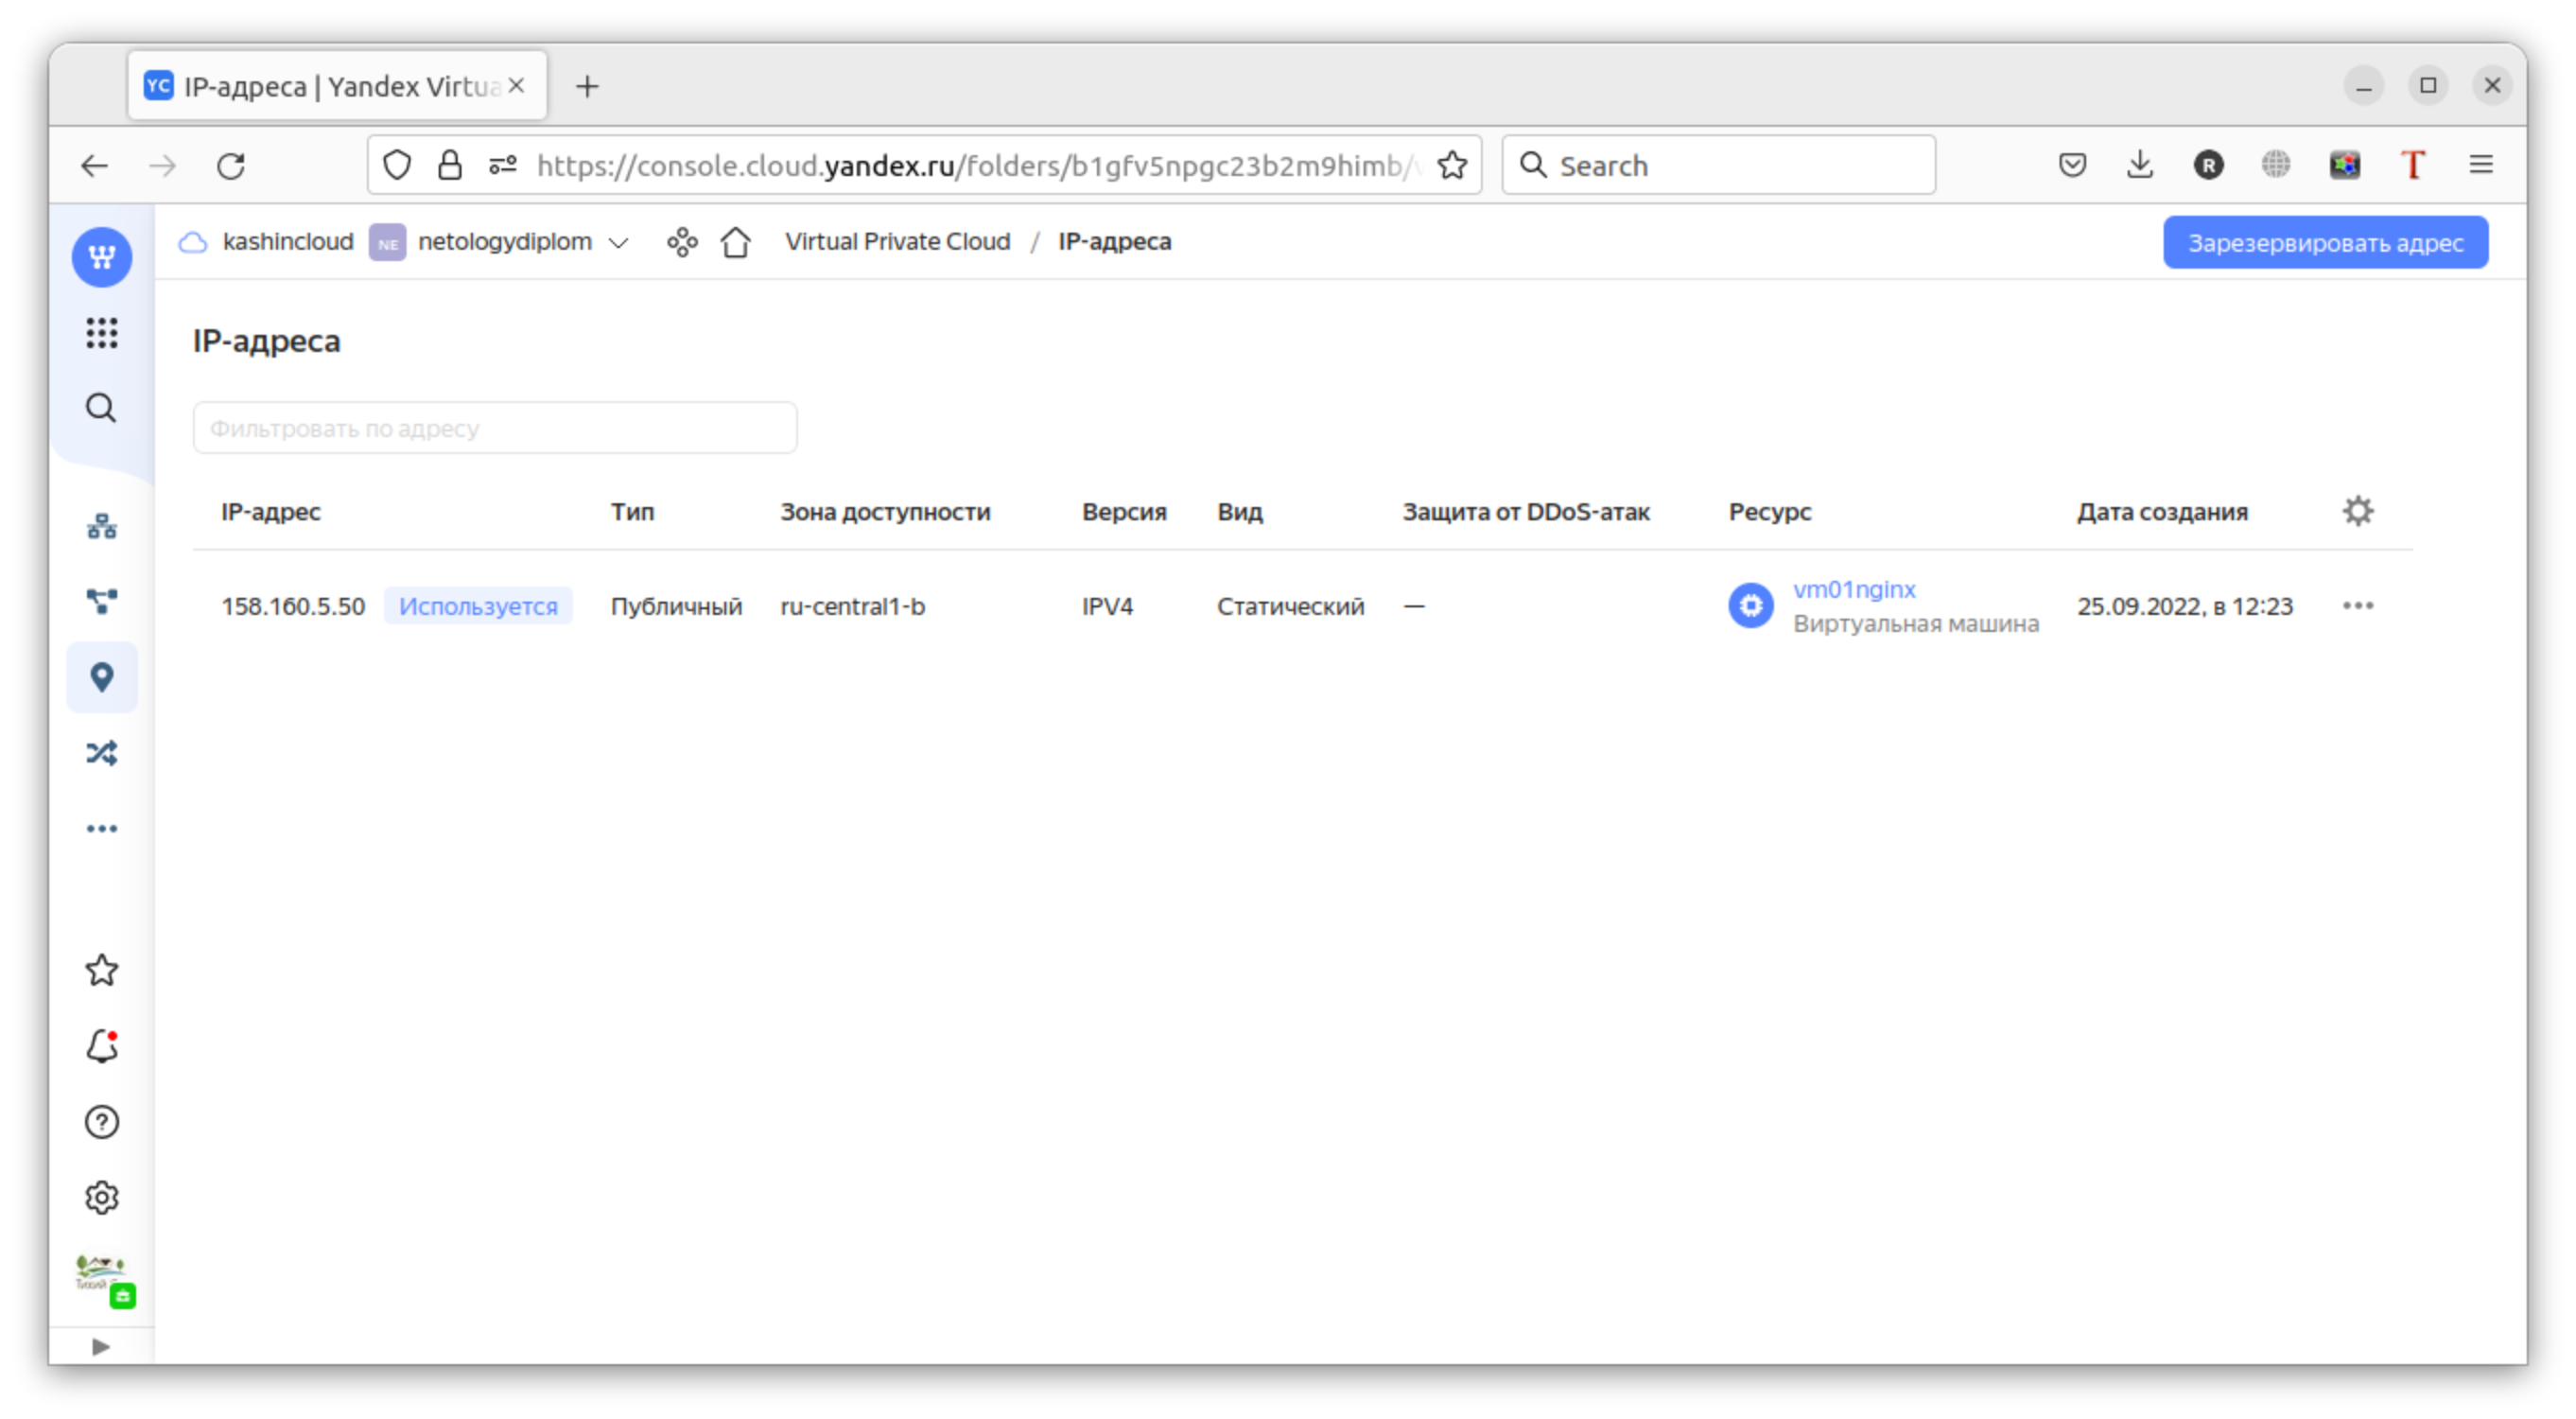 YC IP-адреса | Yandex Virtua
https://console.cloud.yandex.ru/folders/b1gfv5npgc23b2m9himb/
Search
R
T
kashincloud NE netologydiplom Virtual Private Cloud / IP-адреса
Зарезервировать адрес
IP-адреса
Фильтровать по адресу
IP-адрес Тип Зона доступности Версия Вид Защита от DDoS-атак Ресурс Дата создания
158.160.5.50 Используется Публичный ru-central1-b IPV4 Статический — vm01nginx 25.09.2022, в 12:23
Виртуальная машина
Тихий